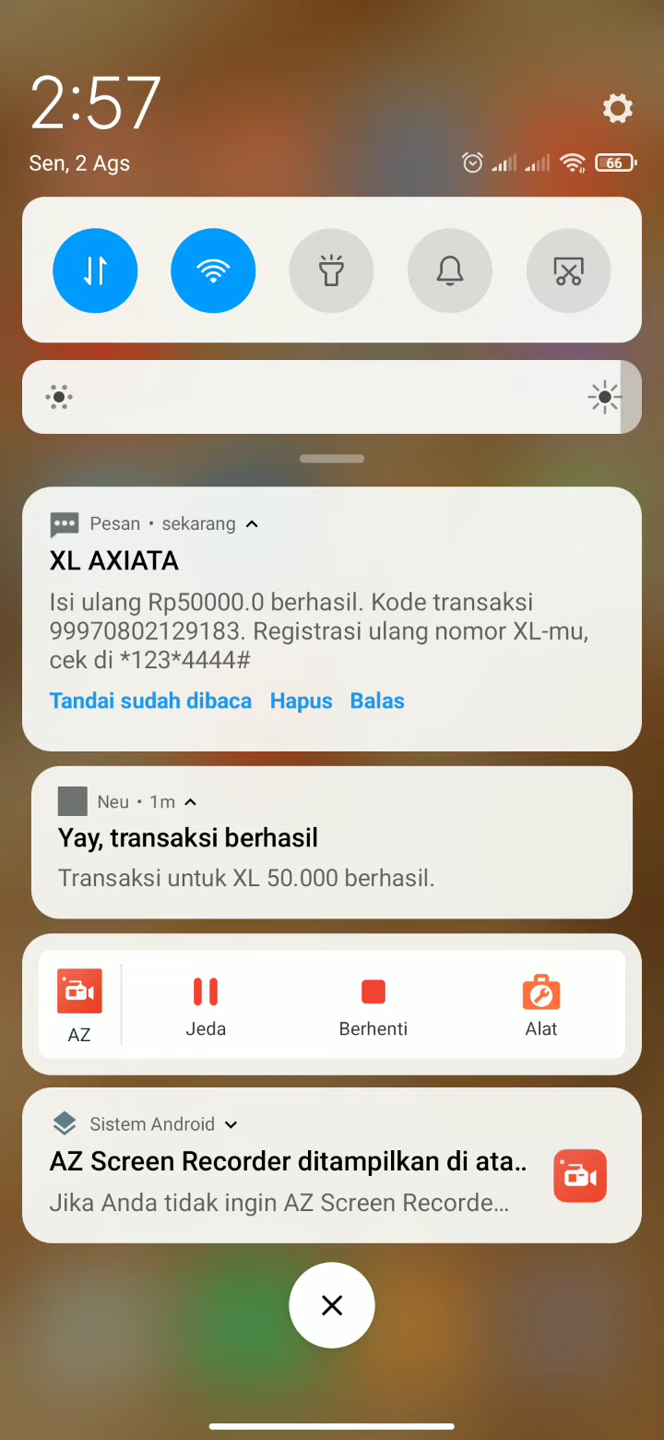 2:57
Sen, 2 Ags
66
Pesan • sekarang
XL AXIATA
Isi ulang Rp50000.0 berhasil. Kode transaksi
99970802129183. Registrasi ulang nomor XL-mu,
cek di *123*4444#
Tandai sudah dibaca Hapus Balas
Neu • 1m
Yay, transaksi berhasil
Transaksi untuk XL 50.000 berhasil.
AZ Jeda Berhenti Alat
Sistem Android
AZ Screen Recorder ditampilkan di ata..
Jika Anda tidak ingin AZ Screen Recorde...